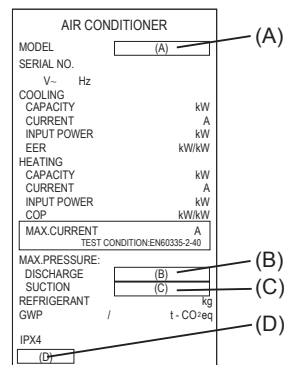 AIR CONDITIONER
MODEL (A) (A)
SERIAL NO.
V~ Hz
COOLING
CAPACITY kW
CURRENT A
INPUT POWER kW
EER kW/kW
HEATING
CAPACITY kW
CURRENT A
INPUT POWER kW
COP kW/kW
MAX.CURRENT A
TEST CONDITION:EN60335-2-40
MAX.PRESSURE:
DISCHARGE (B) (B)
SUCTION (C) (C)
REFRIGERANT kg
GWP / t - CO²eq
(D)
IPX4
(D)